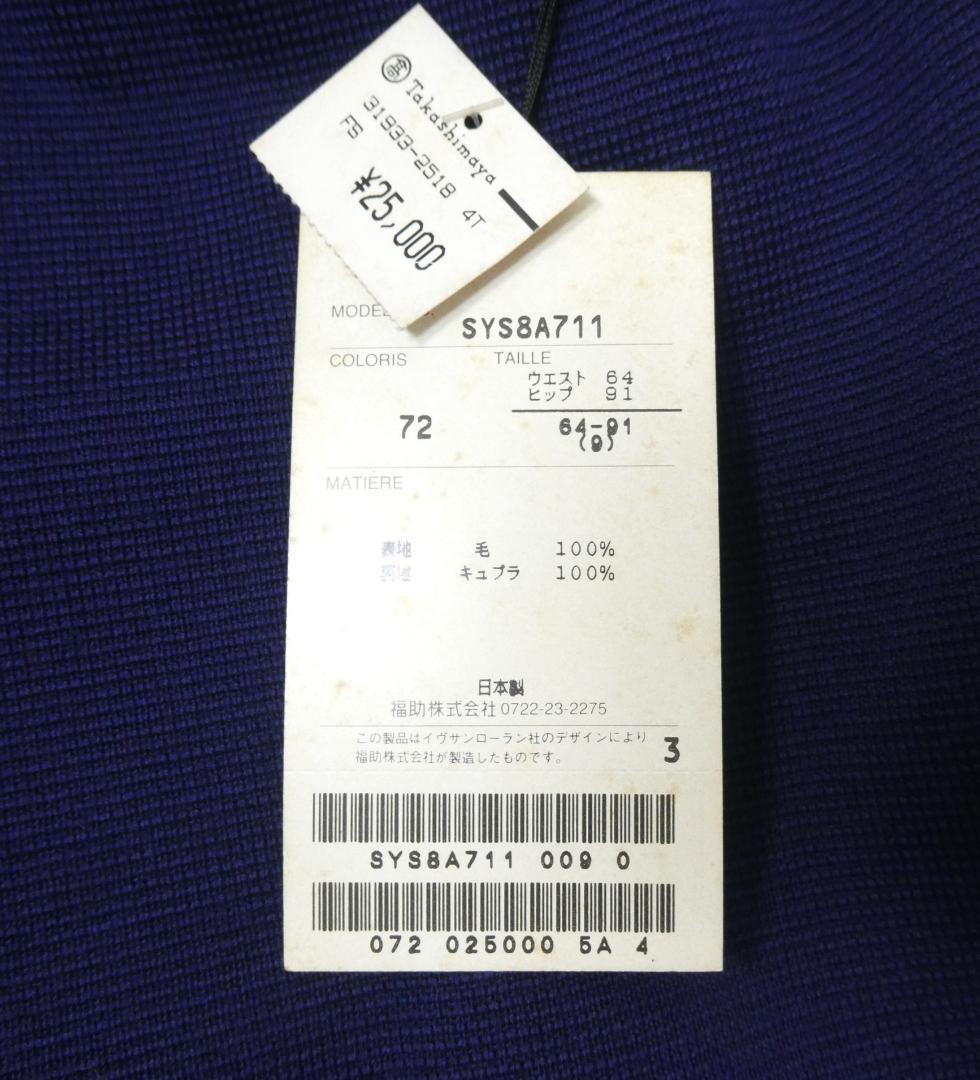 高 Takashimaya
31933-2518 4T
FS
¥25,000
SYS8A711
COLORIS TAILLE
ウエスト 64
ヒップ 91
72
64-91
(9)
MATIERE
表地 毛 100%
キュプラ 100%
日本製
福助株式会社 0722-23-2275
この製品はイヴサンローラン社のデザインにより
福助株式会社が製造したものです。
3
SYS8A711 009 0
072 025000 5A 4